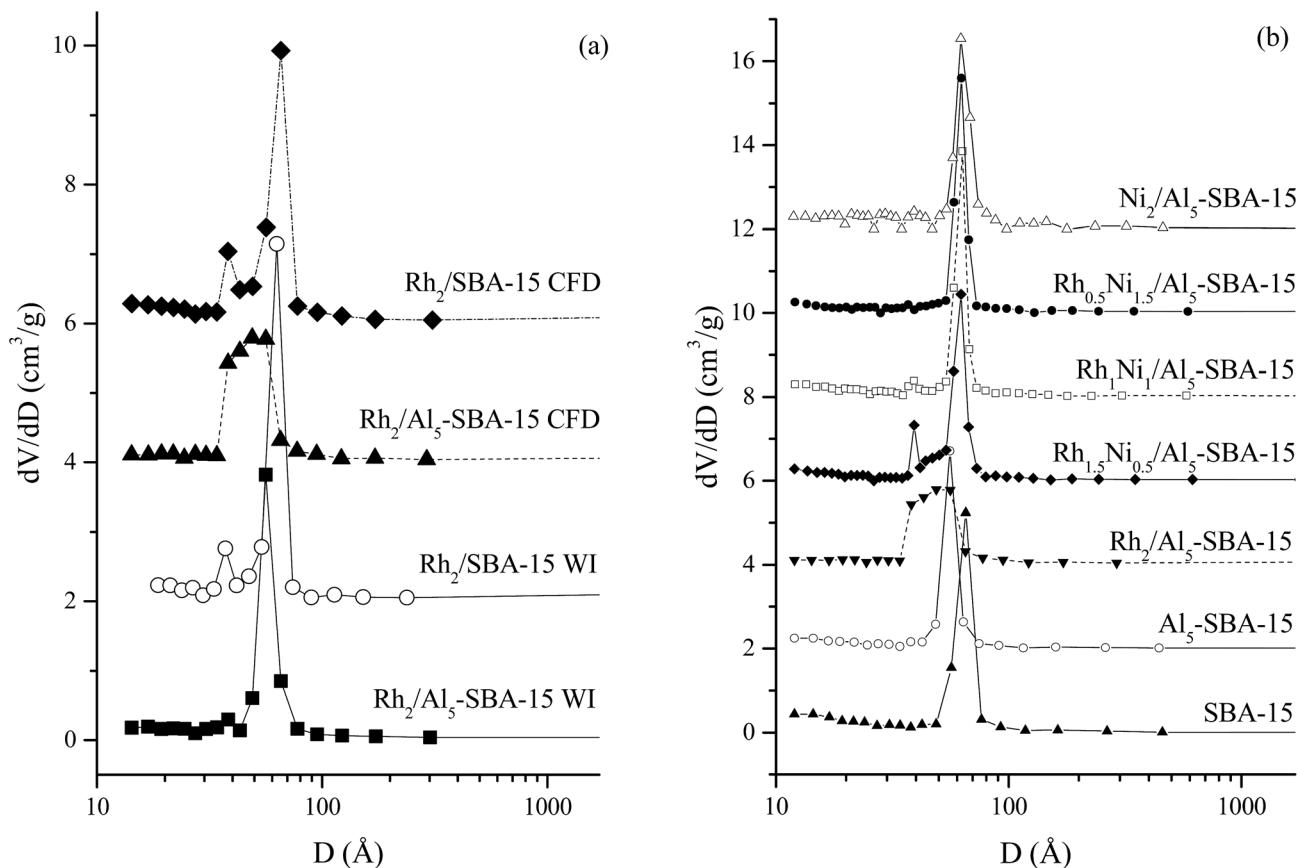 (a)
10
8
6
4
2
0
dV/dD (cm³/g)
Rh₂/SBA-15 CFD
Rh₂/Al₅-SBA-15 CFD
Rh₂/SBA-15 WI
Rh₂/Al₅-SBA-15 WI
10
100
1000
D (Å)
(b)
16
14
12
10
8
6
4
2
0
dV/dD (cm³/g)
Ni₂/Al₅-SBA-15
Rh₀.₅Ni₁.₅/Al₅-SBA-15
Rh₁Ni₁/Al₅-SBA-15
Rh₁.₅Ni₀.₅/Al₅-SBA-15
Rh₂/Al₅-SBA-15
Al₅-SBA-15
SBA-15
10
100
1000
D (Å)